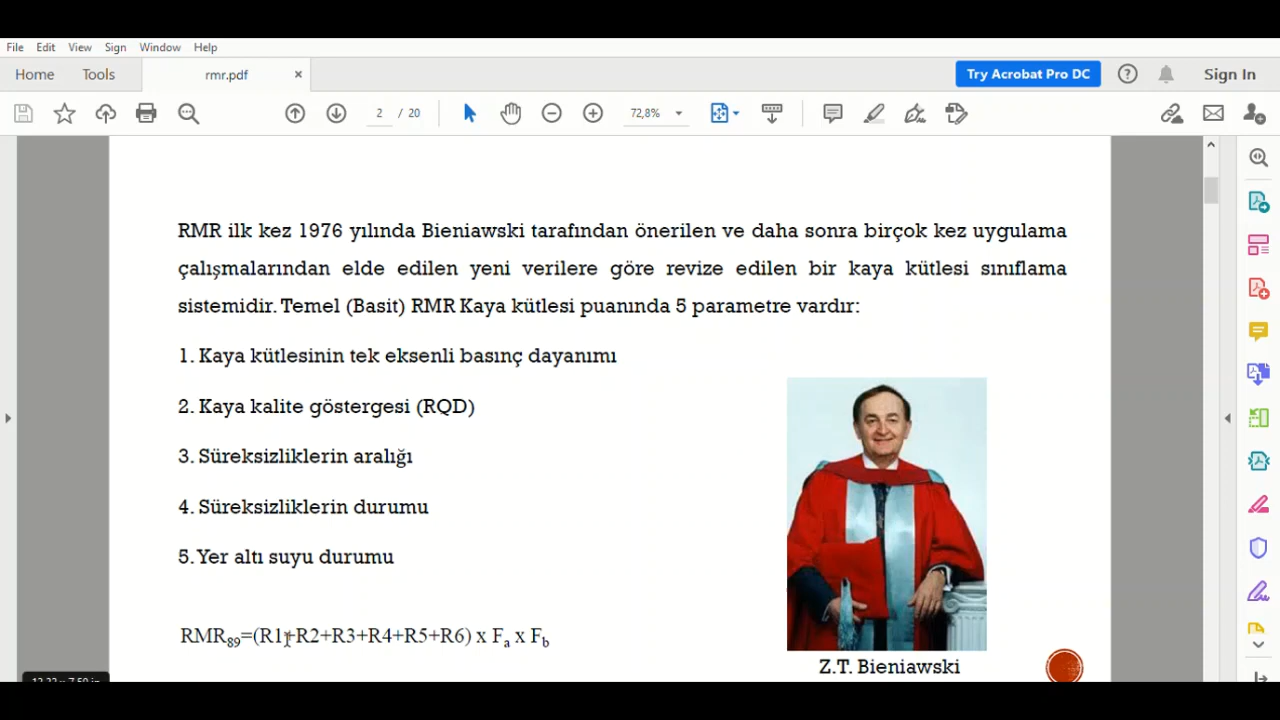 File Edit View Sign Window Help
Home Tools rmr.pdf × Try Acrobat Pro DC ? Sign In
2 / 20 72,8%
RMR ilk kez 1976 yılında Bieniawski tarafından önerilen ve daha sonra birçok kez uygulama
çalışmalarından elde edilen yeni verilere göre revize edilen bir kaya kütlesi sınıflama
sistemidir. Temel (Basit) RMR Kaya kütlesi puanında 5 parametre vardır:
1. Kaya kütlesinin tek eksenli basınç dayanımı
2. Kaya kalite göstergesi (RQD)
3. Süreksizliklerin aralığı
4. Süreksizliklerin durumu
5. Yer altı suyu durumu
RMR89=(R1+R2+R3+R4+R5+R6) x Fa x Fb
Z.T. Bieniawski